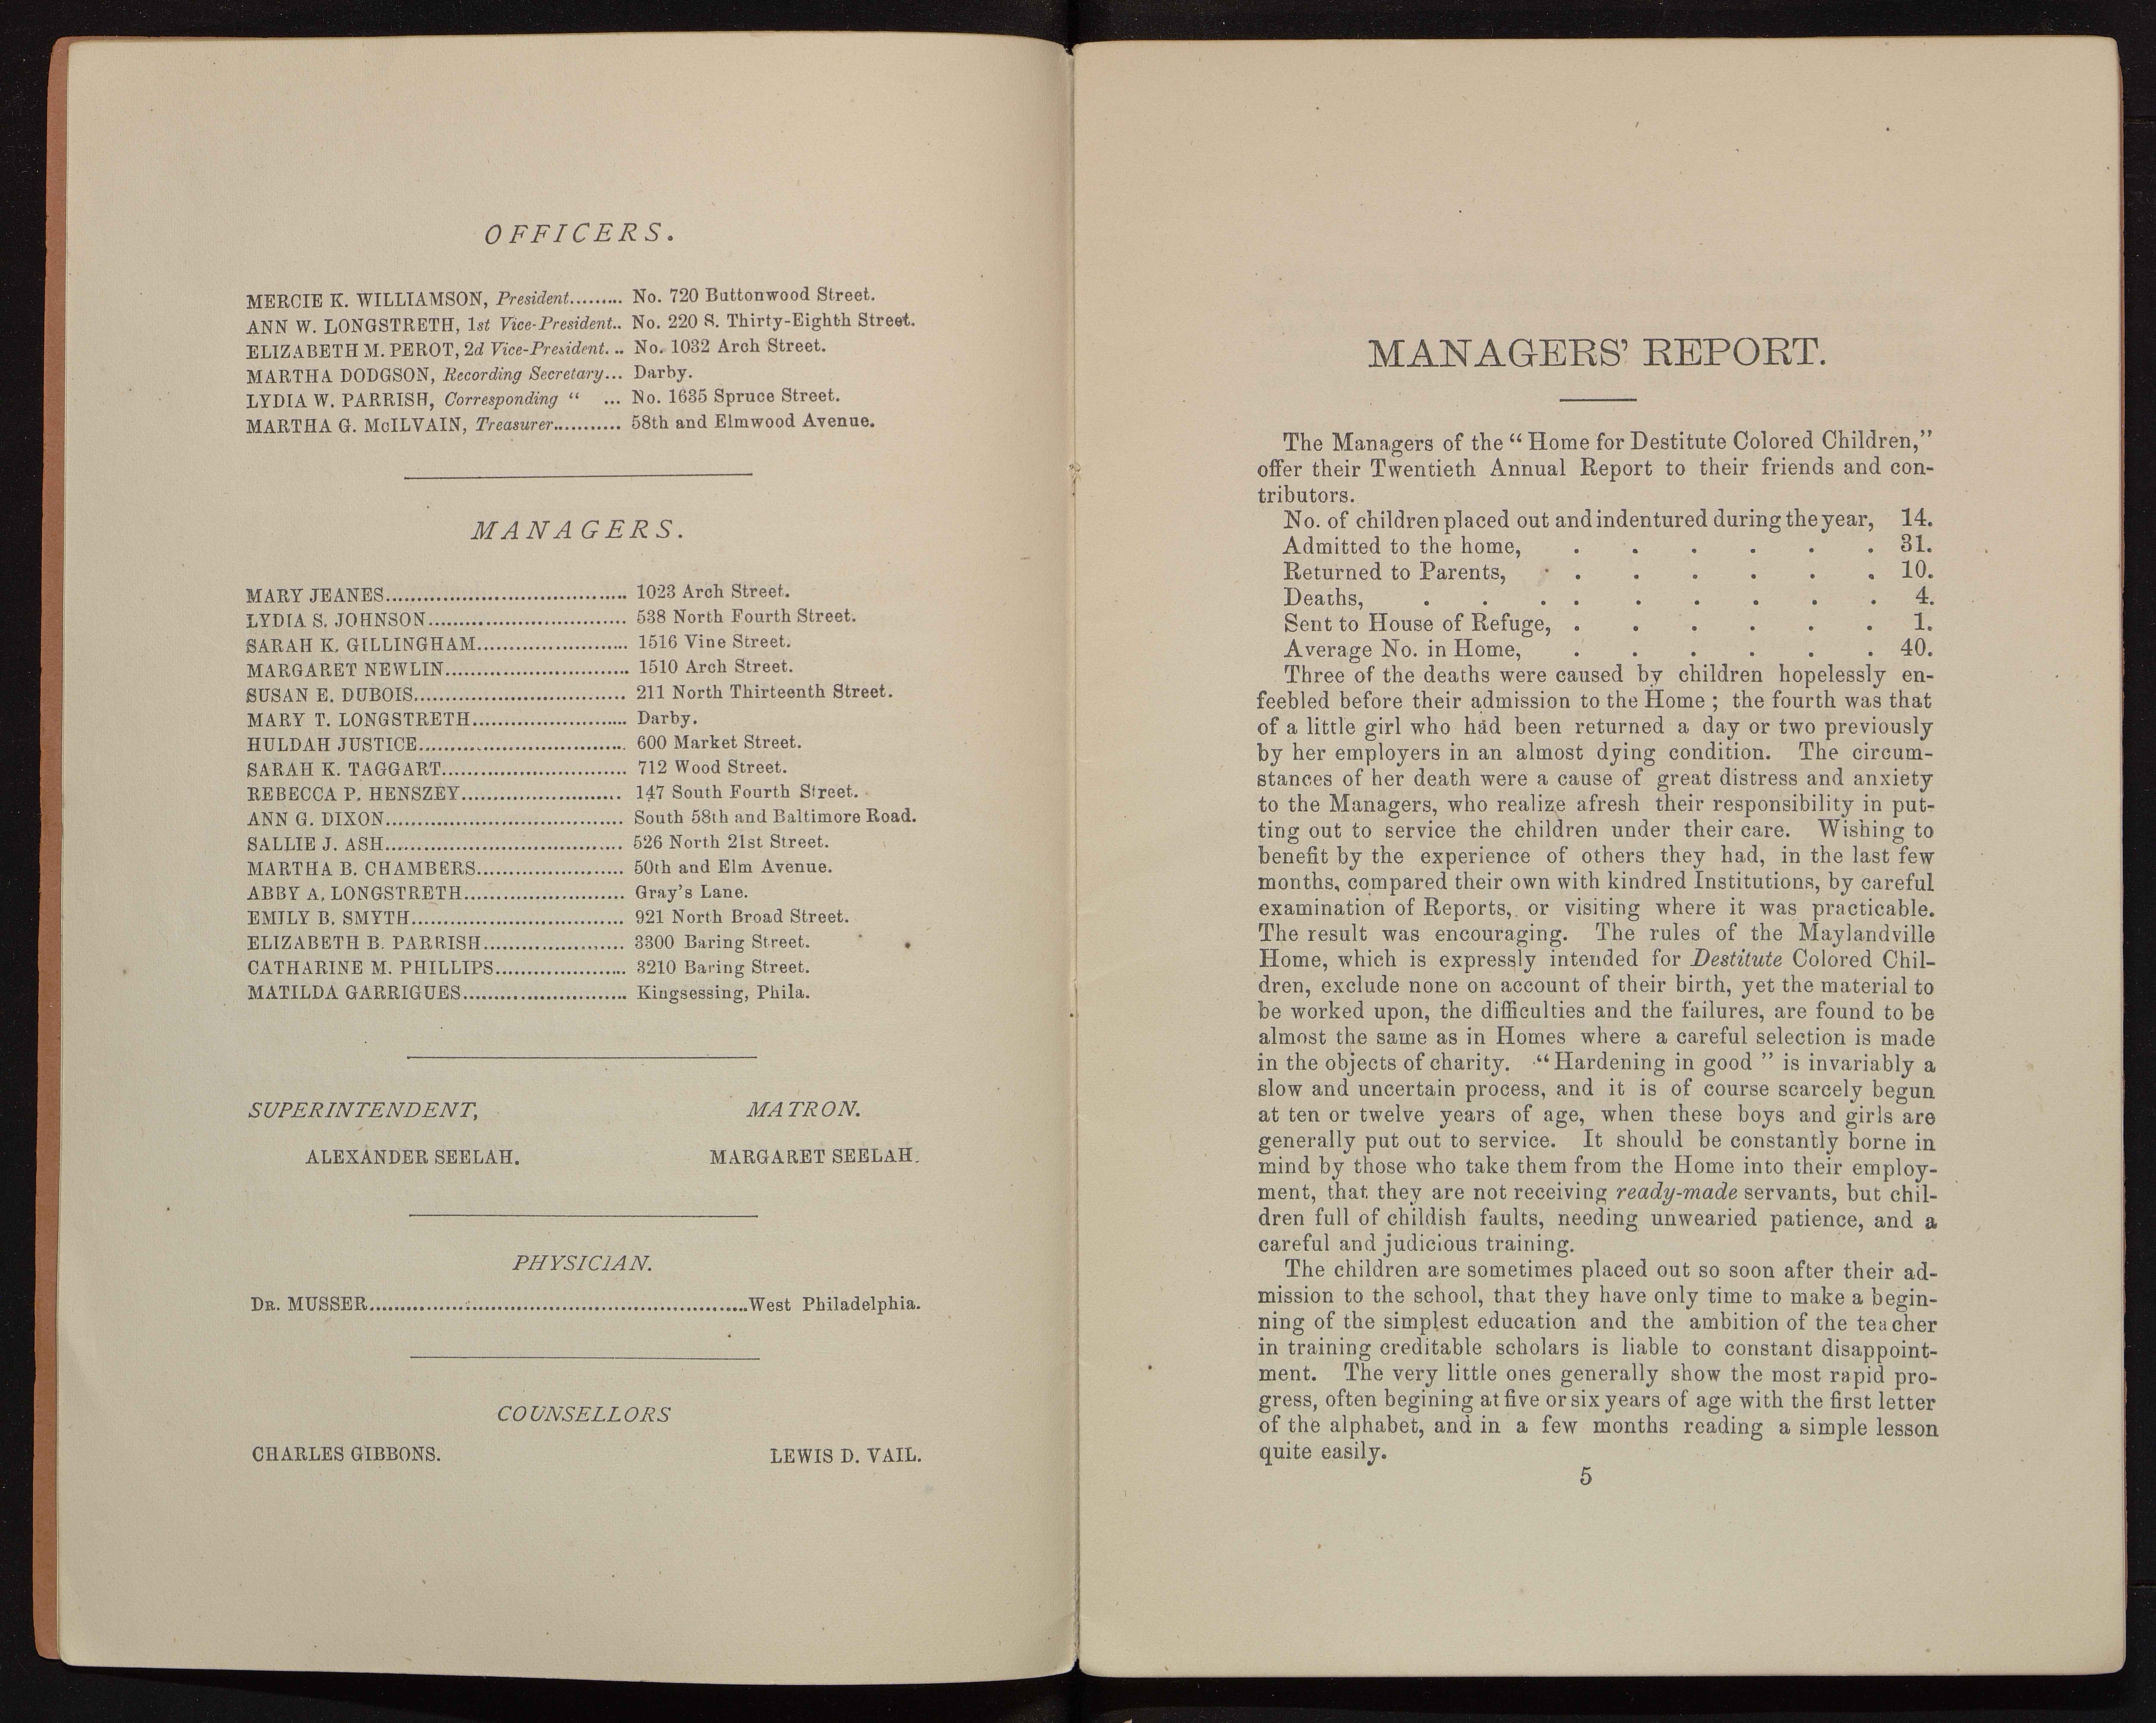 OFFICERS.
MERCIE K. WILLIAMSON, President......... No. 720 Buttonwood Street.
ANN W. LONGSTRETH, 1st Vice-President.. No. 220 S. Thirty-Eighth Street.
ELIZABETH M. PEROT, 2d Vice-President... No. 1032 Arch Street.
MARTHA DODGSON, Recording Secretary... Darby.
LYDIA W. PARRISH, Corresponding " ... No. 1635 Spruce Street.
MARTHA G. McILVAIN, Treasurer........... 58th and Elmwood Avenue.
MANAGERS.
MARY JEANES...................................... 1023 Arch Street.
LYDIA S. JOHNSON................................ 538 North Fourth Street.
SARAH K. GILLINGHAM........................ 1516 Vine Street.
MARGARET NEWLIN............................. 1510 Arch Street.
SUSAN E. DUBOIS.................................. 211 North Thirteenth Street.
MARY T. LONGSTRETH......................... Darby.
HULDAH JUSTICE................................. 600 Market Street.
SARAH K. TAGGART.............................. 712 Wood Street.
REBECCA P. HENSZEY.......................... 147 South Fourth Street.
ANN G. DIXON...................................... South 58th and Baltimore Road.
SALLIE J. ASH...................................... 526 North 21st Street.
MARTHA B. CHAMBERS........................ 50th and Elm Avenue.
ABBY A. LONGSTRETH.......................... Gray's Lane.
EMILY B. SMYTH.................................. 921 North Broad Street.
ELIZABETH B. PARRISH....................... 3300 Baring Street.
CATHARINE M. PHILLIPS..................... 3210 Baring Street.
MATILDA GARRIGUES.......................... Kingsessing, Phila.
SUPERINTENDENT, MATRON.
ALEXANDER SEELAH. MARGARET SEELAH.
PHYSICIAN.
DR. MUSSER..............................................................West Philadelphia.
COUNSELLORS
CHARLES GIBBONS. LEWIS D. VAIL.
MANAGERS' REPORT.
The Managers of the "Home for Destitute Colored Children,"
offer their Twentieth Annual Report to their friends and con-
tributors.
No. of children placed out and indentured during the year, 14.
Admitted to the home, . . . . . . 31.
Returned to Parents, . . . . . . 10.
Deaths, . . . . . . . . . 4.
Sent to House of Refuge, . . . . . . 1.
Average No. in Home, . . . . . . 40.
Three of the deaths were caused by children hopelessly en-
feebled before their admission to the Home; the fourth was that
of a little girl who had been returned a day or two previously
by her employers in an almost dying condition. The circum-
stances of her death were a cause of great distress and anxiety
to the Managers, who realize afresh their responsibility in put-
ting out to service the children under their care. Wishing to
benefit by the experience of others they had, in the last few
months, compared their own with kindred Institutions, by careful
examination of Reports, or visiting where it was practicable.
The result was encouraging. The rules of the Maylandville
Home, which is expressly intended for Destitute Colored Chil-
dren, exclude none on account of their birth, yet the material to
be worked upon, the difficulties and the failures, are found to be
almost the same as in Homes where a careful selection is made
in the objects of charity. "Hardening in good" is invariably a
slow and uncertain process, and it is of course scarcely begun
at ten or twelve years of age, when these boys and girls are
generally put out to service. It should be constantly borne in
mind by those who take them from the Home into their employ-
ment, that they are not receiving ready-made servants, but chil-
dren full of childish faults, needing unwearied patience, and a
careful and judicious training.
The children are sometimes placed out so soon after their ad-
mission to the school, that they have only time to make a begin-
ning of the simplest education and the ambition of the teacher
in training creditable scholars is liable to constant disappoint-
ment. The very little ones generally show the most rapid pro-
gress, often begining at five or six years of age with the first letter
of the alphabet, and in a few months reading a simple lesson
quite easily.
5